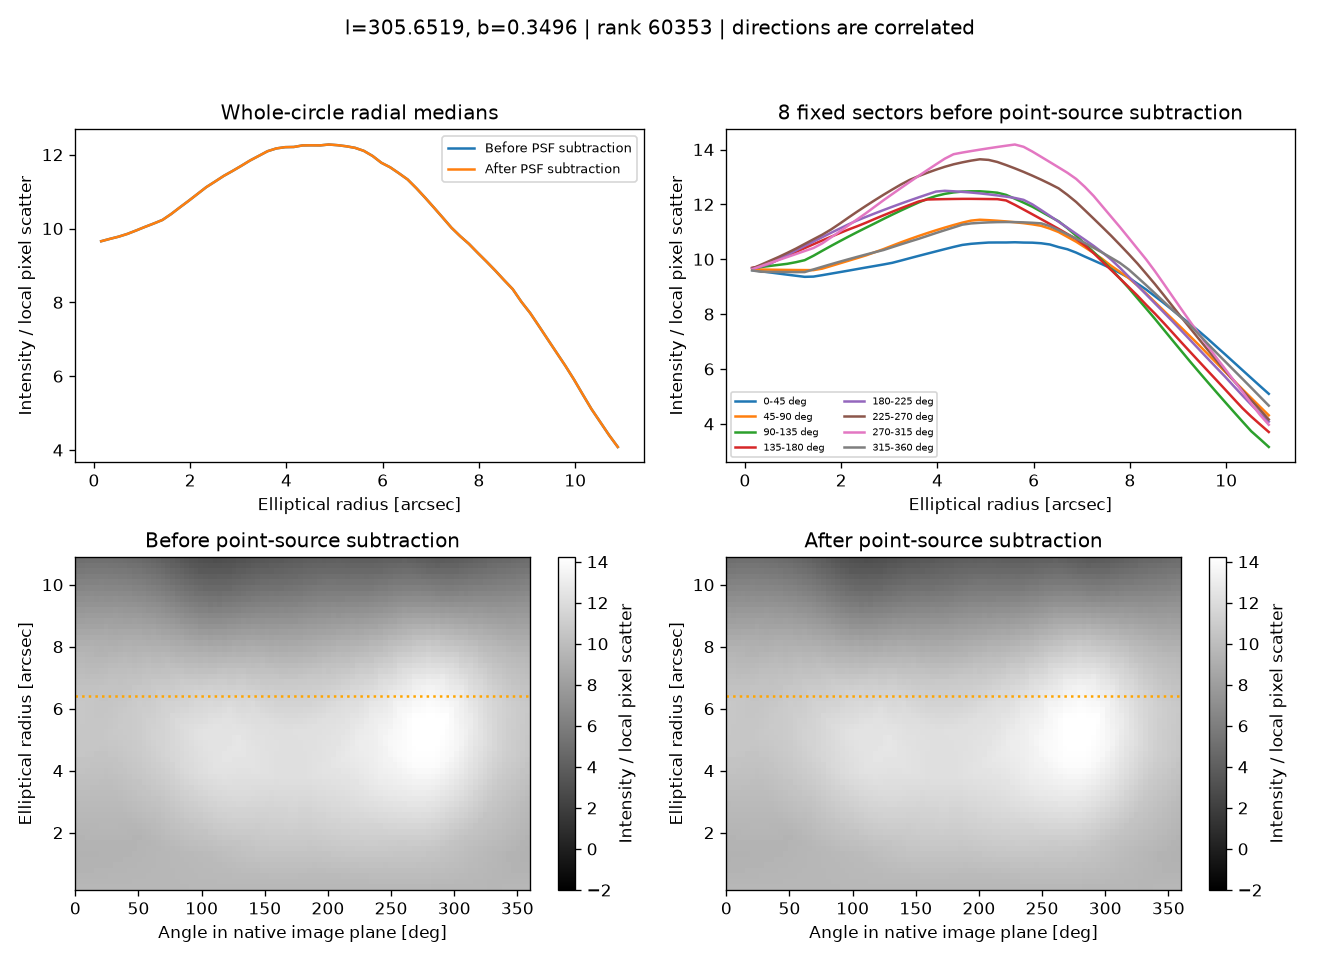 l=305.6519, b=0.3496 | rank 60353 | directions are correlated
Whole-circle radial medians
Intensity / local pixel scatter
12
10
8
6
4
Before PSF subtraction
After PSF subtraction
0 2 4 6 8 10
Elliptical radius [arcsec]
8 fixed sectors before point-source subtraction
Intensity / local pixel scatter
14
12
10
8
6
4
0-45 deg
45-90 deg
90-135 deg
135-180 deg
180-225 deg
225-270 deg
270-315 deg
315-360 deg
0 2 4 6 8 10
Elliptical radius [arcsec]
Before point-source subtraction
Elliptical radius [arcsec]
10
8
6
4
2
0 50 100 150 200 250 300 350
Angle in native image plane [deg]
14
12
10
8
6
4
2
0
−2
Intensity / local pixel scatter
After point-source subtraction
Elliptical radius [arcsec]
10
8
6
4
2
0 50 100 150 200 250 300 350
Angle in native image plane [deg]
14
12
10
8
6
4
2
0
−2
Intensity / local pixel scatter